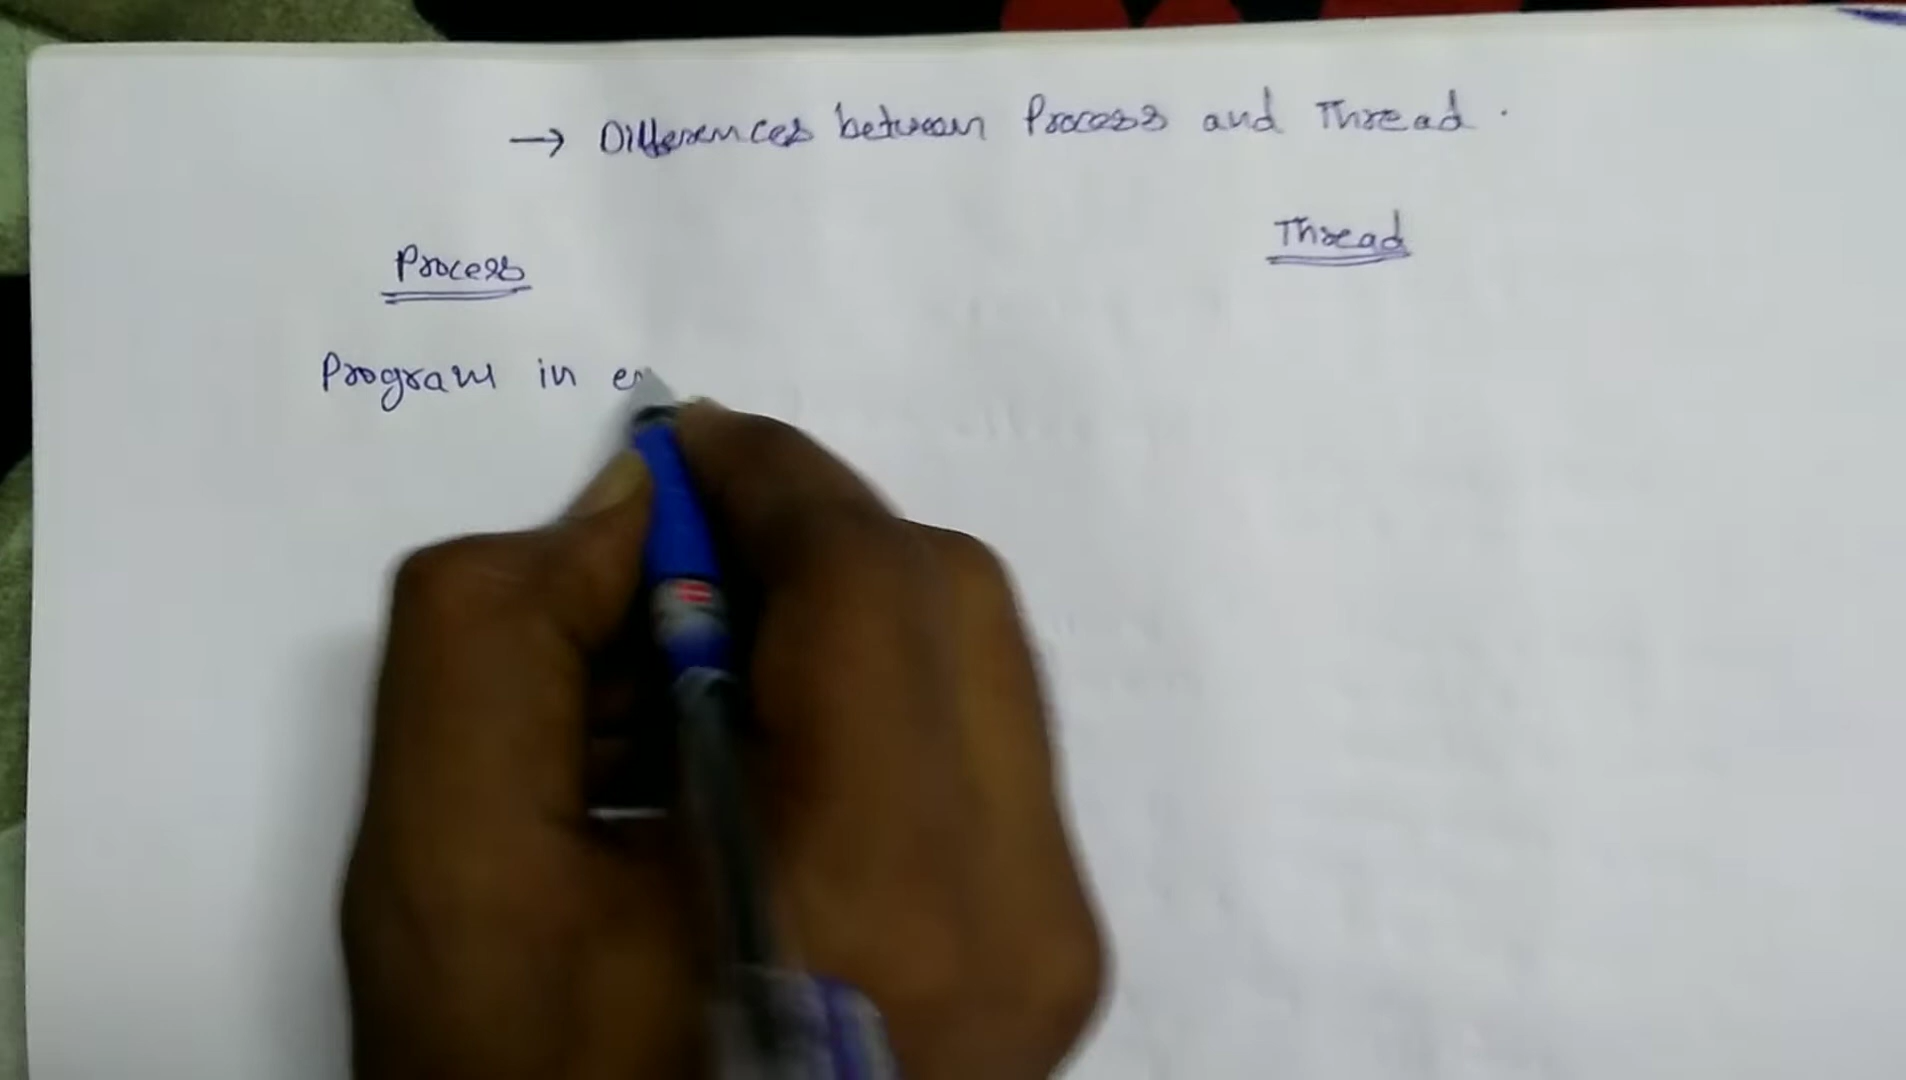 → Differences between Process and Thread.
Process
Thread
Program in